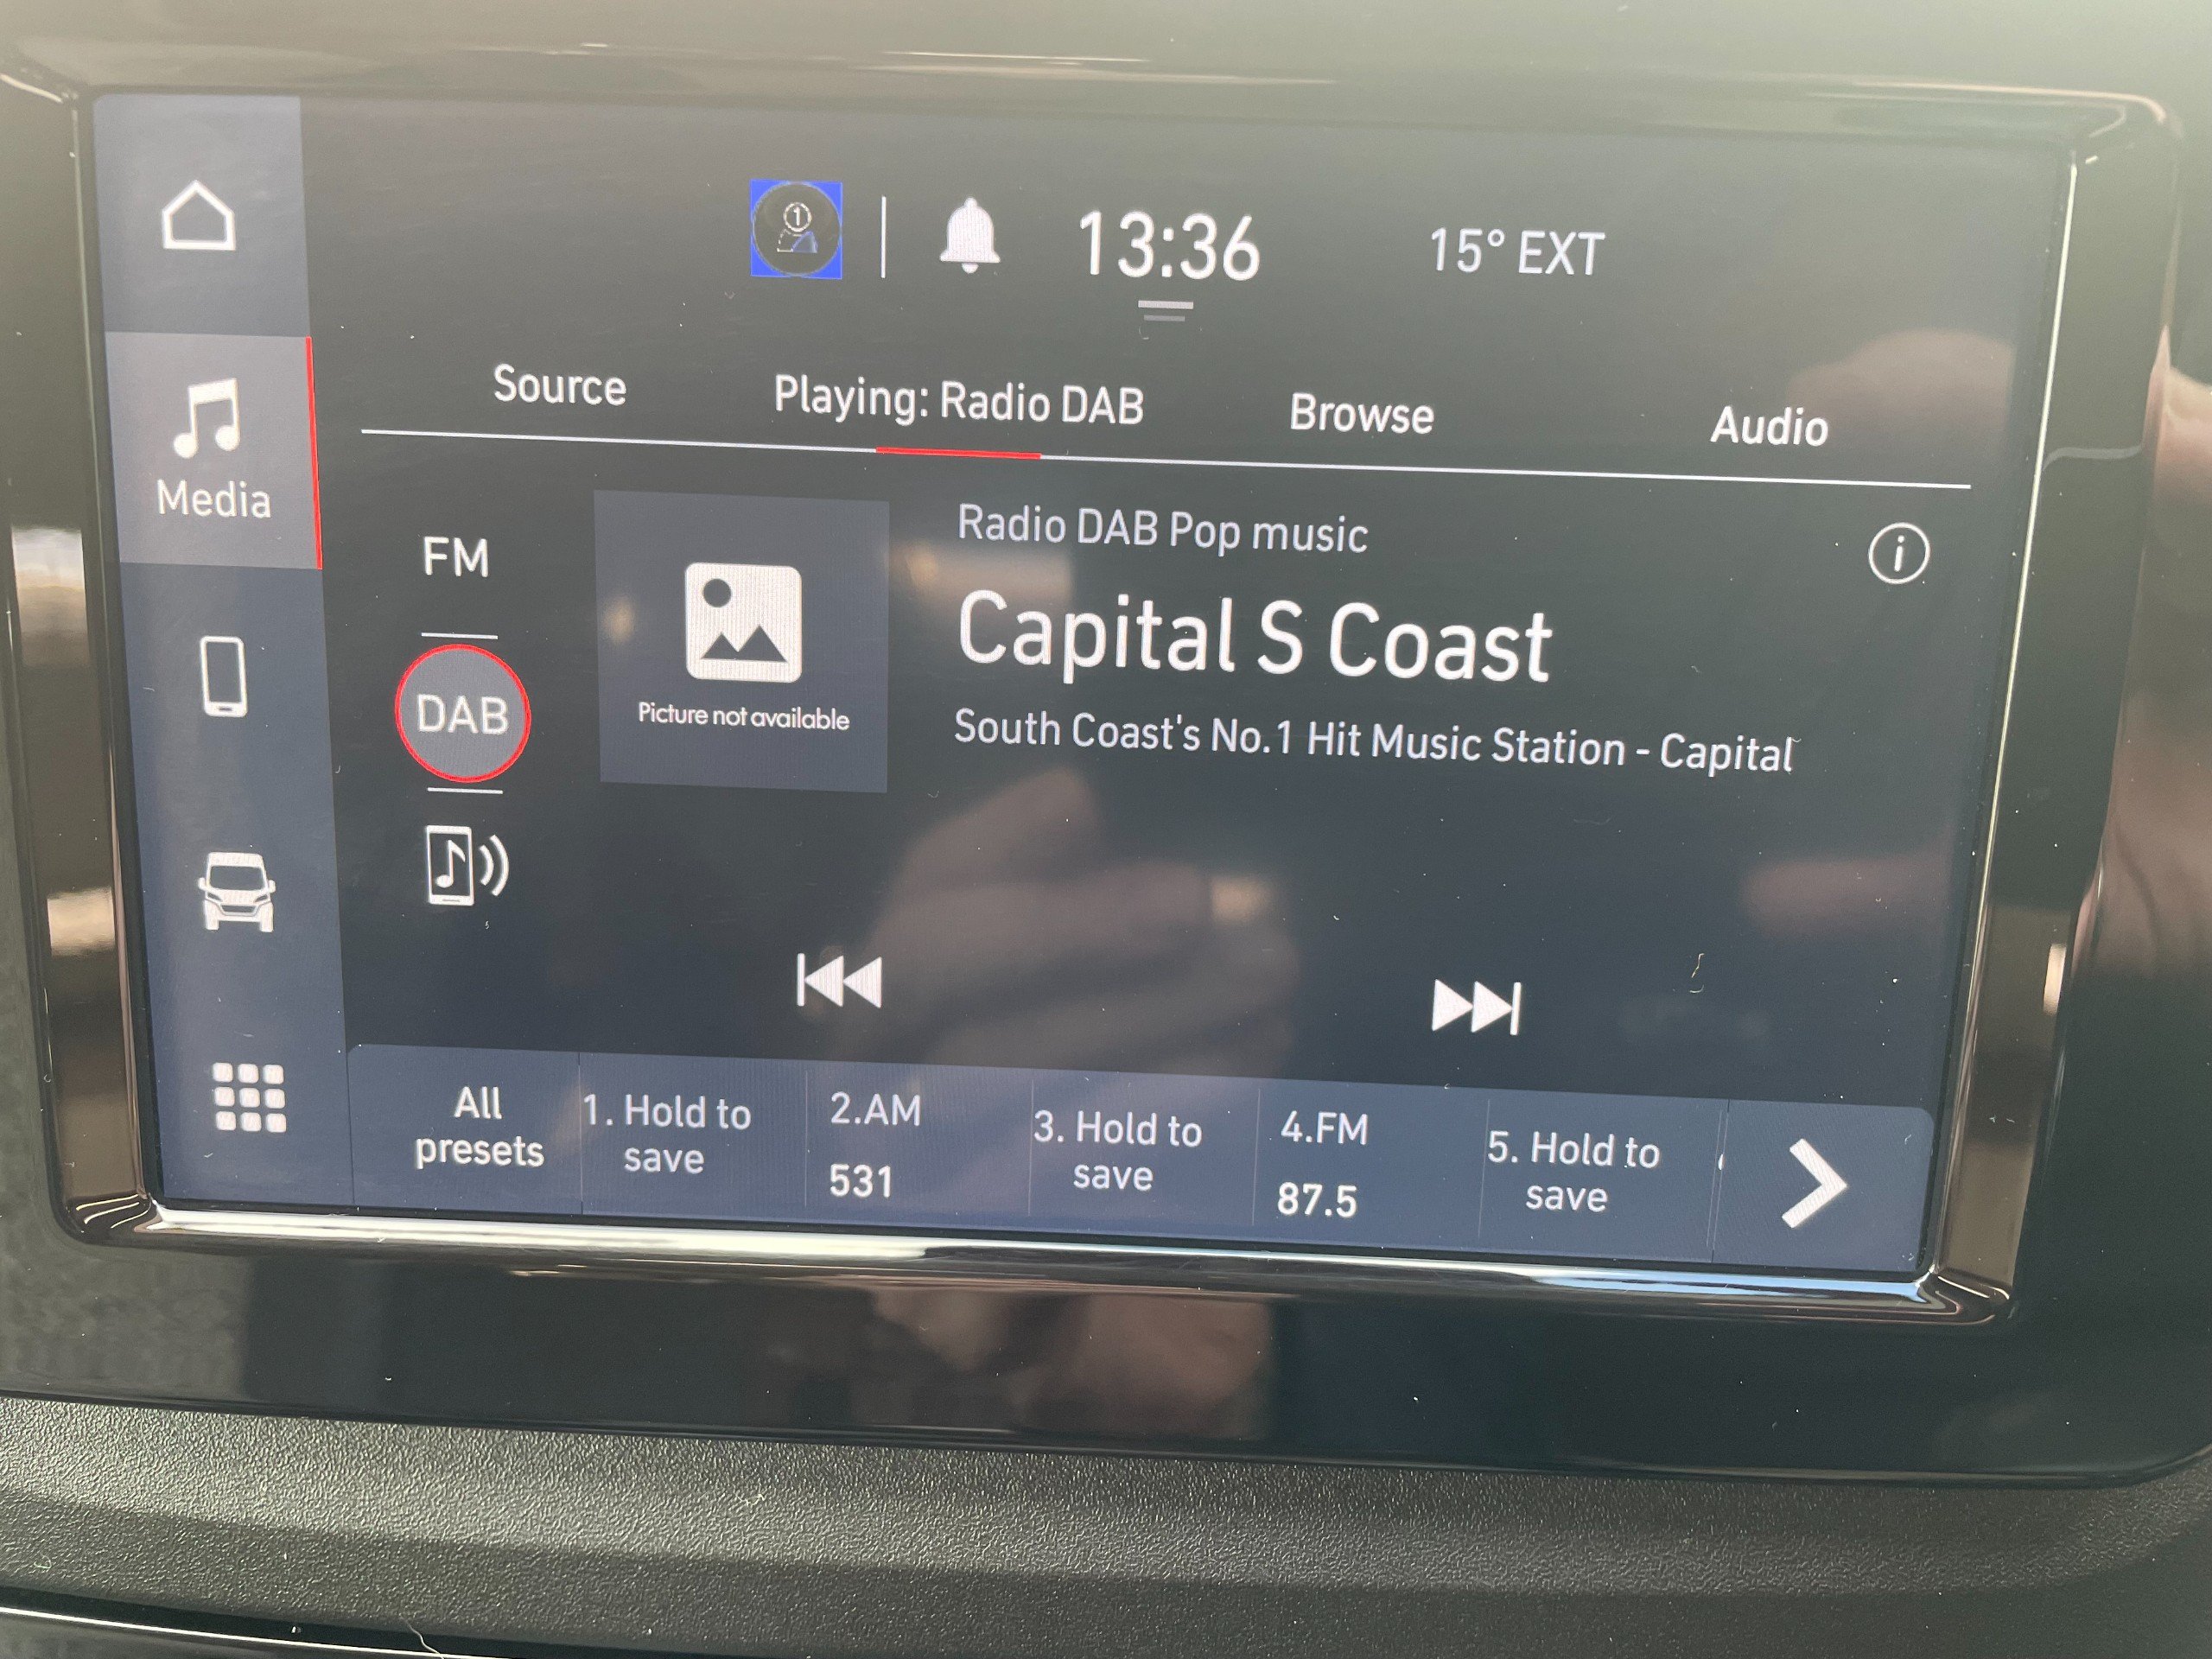 1
13:36
15° EXT
Source
Playing: Radio DAB
Browse
Audio
Media
FM
DAB
Picture not available
Radio DAB Pop music
i
Capital S Coast
South Coast's No.1 Hit Music Station - Capital
All
presets
1. Hold to
save
2.AM
531
3. Hold to
save
4.FM
87.5
5. Hold to
save